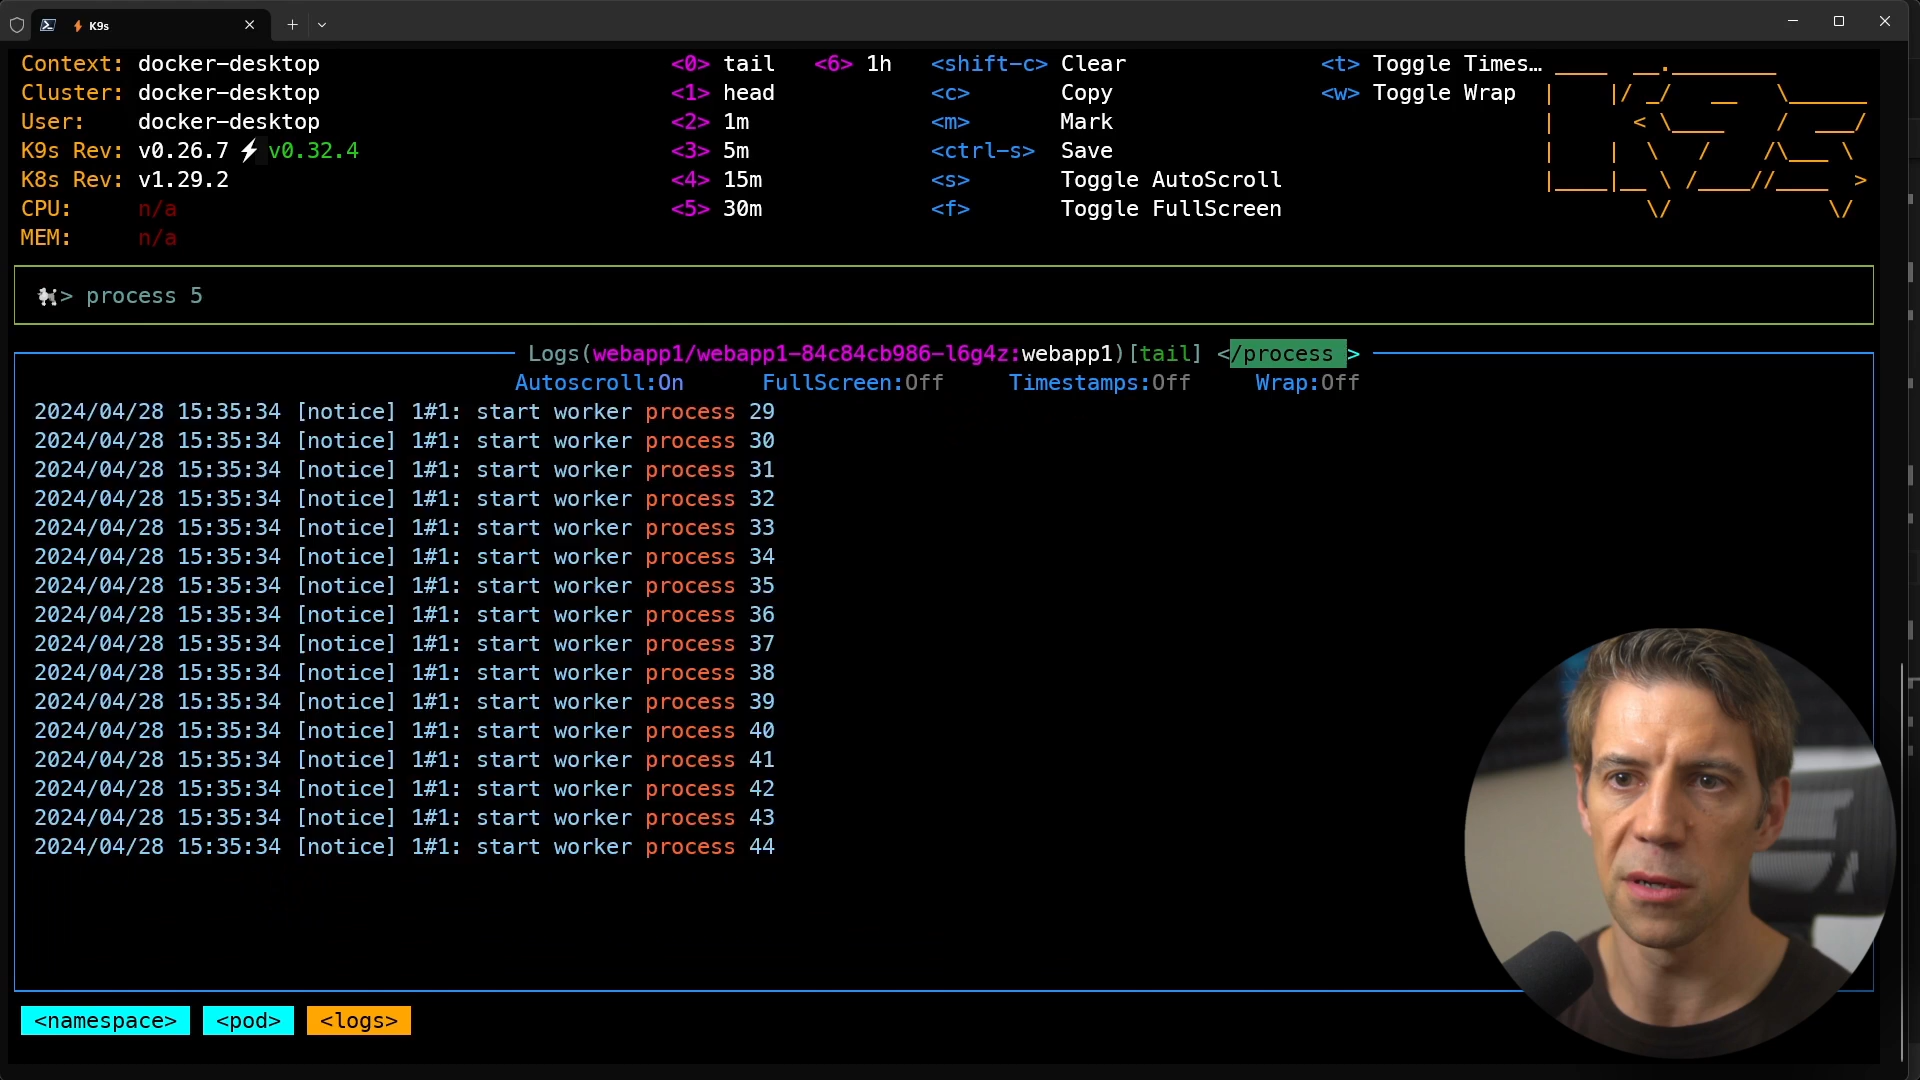 K9s
Context: docker-desktop
Cluster: docker-desktop
User: docker-desktop
K9s Rev: v0.26.7 ⚡v0.32.4
K8s Rev: v1.29.2
CPU: n/a
MEM: n/a
<0> tail <6> 1h
<1> head
<2> 1m
<3> 5m
<4> 15m
<5> 30m
<shift-c> Clear
<c> Copy
<m> Mark
<ctrl-s> Save
<s> Toggle AutoScroll
<f> Toggle FullScreen
<t> Toggle Times…
<w> Toggle Wrap
🐩> process 5
Logs(webapp1/webapp1-84c84cb986-l6g4z:webapp1)[tail] </process >
Autoscroll:On FullScreen:Off Timestamps:Off Wrap:Off
2024/04/28 15:35:34 [notice] 1#1: start worker process 29
2024/04/28 15:35:34 [notice] 1#1: start worker process 30
2024/04/28 15:35:34 [notice] 1#1: start worker process 31
2024/04/28 15:35:34 [notice] 1#1: start worker process 32
2024/04/28 15:35:34 [notice] 1#1: start worker process 33
2024/04/28 15:35:34 [notice] 1#1: start worker process 34
2024/04/28 15:35:34 [notice] 1#1: start worker process 35
2024/04/28 15:35:34 [notice] 1#1: start worker process 36
2024/04/28 15:35:34 [notice] 1#1: start worker process 37
2024/04/28 15:35:34 [notice] 1#1: start worker process 38
2024/04/28 15:35:34 [notice] 1#1: start worker process 39
2024/04/28 15:35:34 [notice] 1#1: start worker process 40
2024/04/28 15:35:34 [notice] 1#1: start worker process 41
2024/04/28 15:35:34 [notice] 1#1: start worker process 42
2024/04/28 15:35:34 [notice] 1#1: start worker process 43
2024/04/28 15:35:34 [notice] 1#1: start worker process 44
<namespace> <pod> <logs>